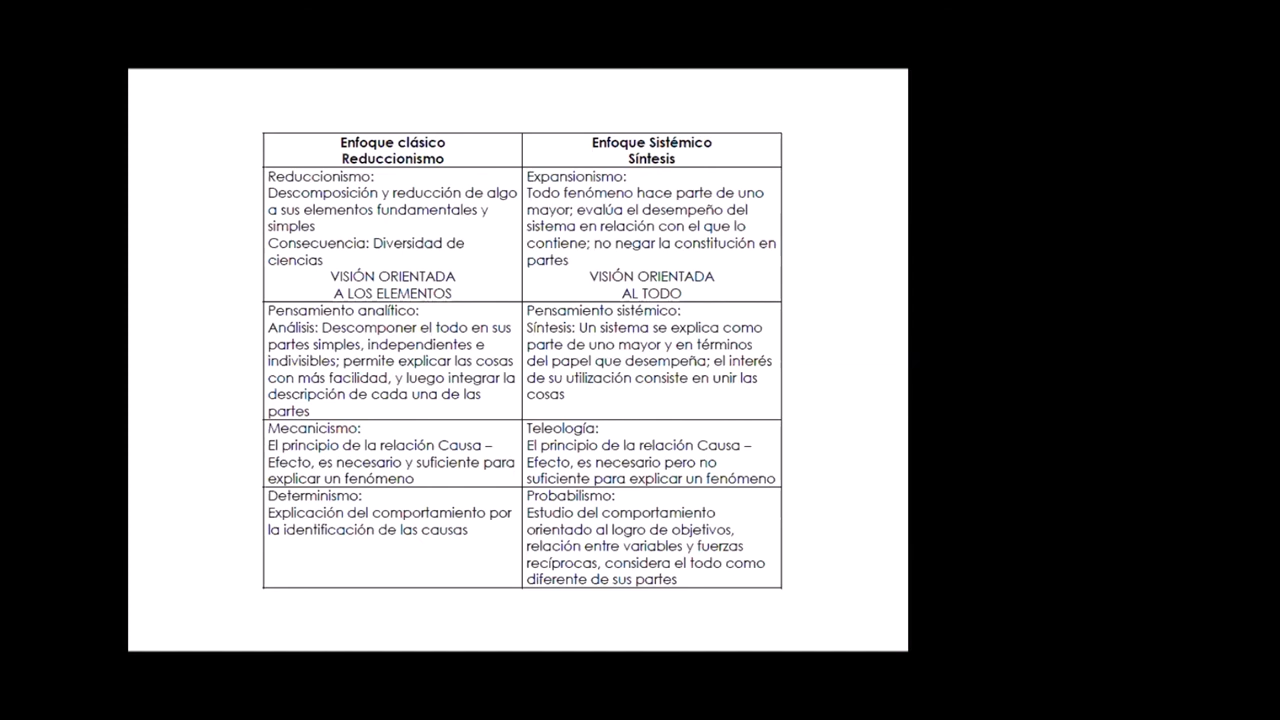 Enfoque clásico
Reduccionismo
Enfoque Sistémico
Síntesis
Reduccionismo:
Descomposición y reducción de algo
a sus elementos fundamentales y
simples
Consecuencia: Diversidad de
ciencias
VISIÓN ORIENTADA
A LOS ELEMENTOS
Expansionismo:
Todo fenómeno hace parte de uno
mayor; evalúa el desempeño del
sistema en relación con el que lo
contiene; no negar la constitución en
partes
VISIÓN ORIENTADA
AL TODO
Pensamiento analítico:
Análisis: Descomponer el todo en sus
partes simples, independientes e
indivisibles; permite explicar las cosas
con más facilidad, y luego integrar la
descripción de cada una de las
partes
Pensamiento sistémico:
Síntesis: Un sistema se explica como
parte de uno mayor y en términos
del papel que desempeña; el interés
de su utilización consiste en unir las
cosas
Mecanicismo:
El principio de la relación Causa –
Efecto, es necesario y suficiente para
explicar un fenómeno
Teleología:
El principio de la relación Causa –
Efecto, es necesario pero no
suficiente para explicar un fenómeno
Determinismo:
Explicación del comportamiento por
la identificación de las causas
Probabilismo:
Estudio del comportamiento
orientado al logro de objetivos,
relación entre variables y fuerzas
recíprocas, considera el todo como
diferente de sus partes